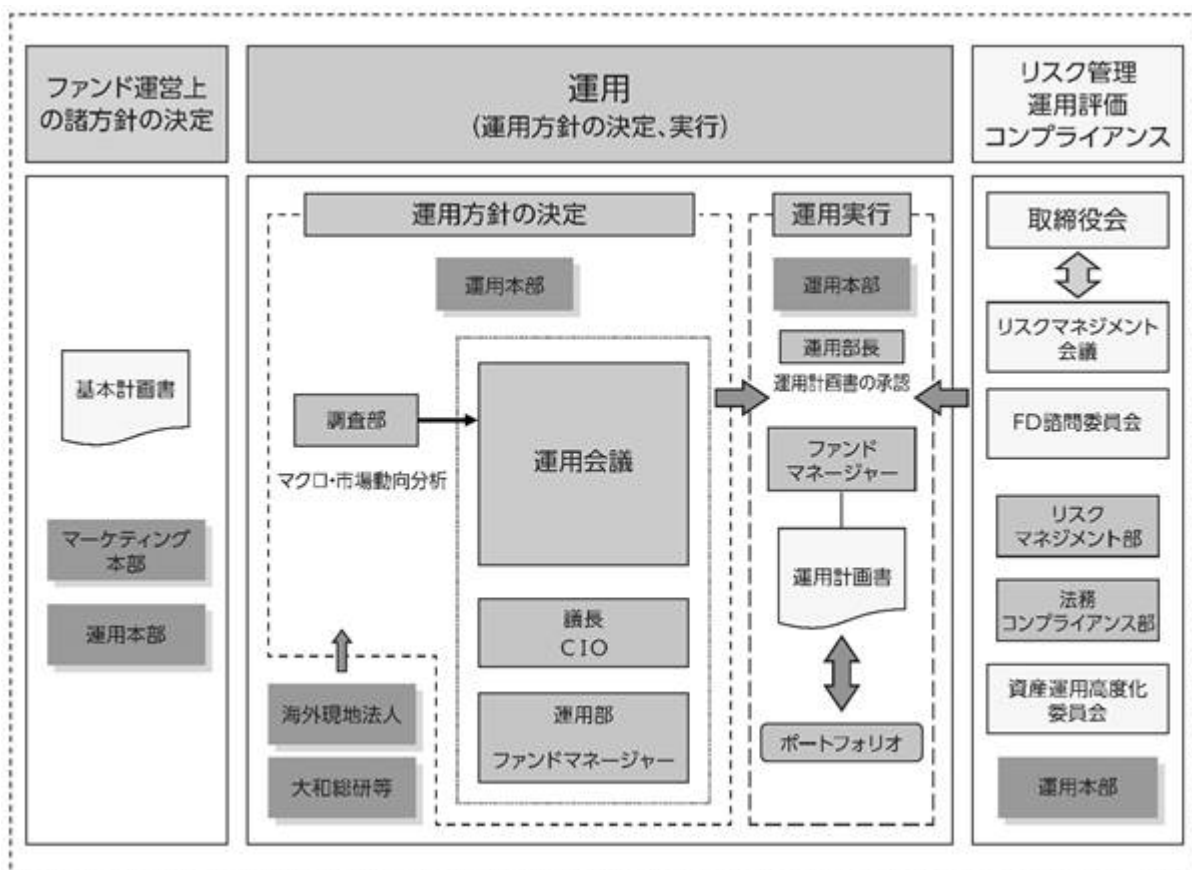 ファンド運営上
の諸方針の決定
運用
(運用方針の決定、実行)
リスク管理
運用評価
コンプライアンス
基本計画書
マーケティング
本部
運用本部
運用方針の決定
運用本部
調査部
マクロ・市場動向分析
運用会議
議長
CIO
運用部
ファンドマネージャー
海外現地法人
大和総研等
運用実行
運用本部
運用部長
運用計画書の承認
ファンド
マネージャー
運用計画書
ポートフォリオ
取締役会
リスクマネジメント
会議
FD諮問委員会
リスク
マネジメント部
法務
コンプライアンス部
資産運用高度化
委員会
運用本部